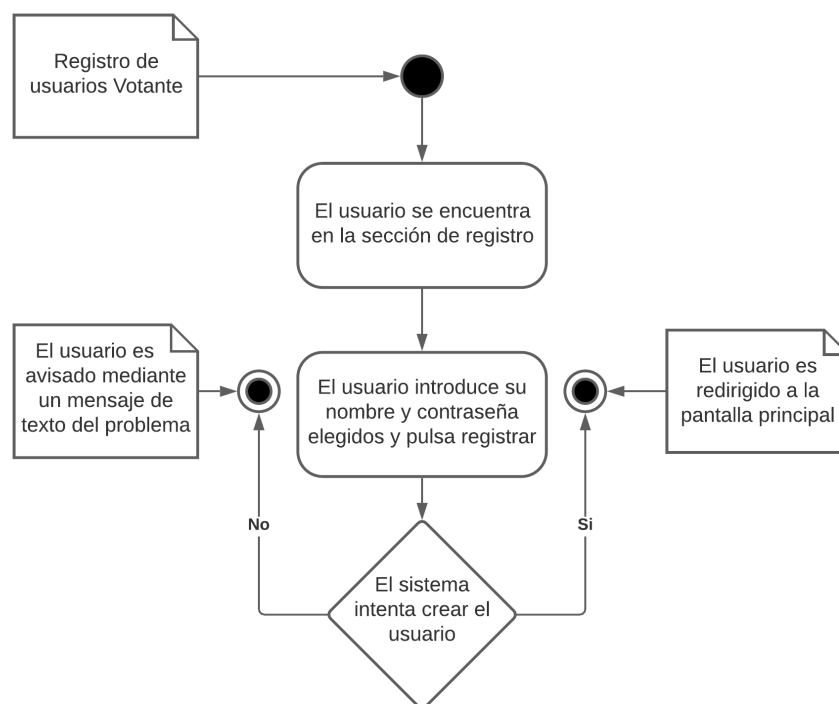 Registro de
usuarios Votante
El usuario se encuentra
en la sección de registro
El usuario es
avisado mediante
un mensaje de
texto del problema
El usuario introduce su
nombre y contraseña
elegidos y pulsa registrar
El usuario es
redirigido a la
pantalla principal
No
Si
El sistema
intenta crear el
usuario